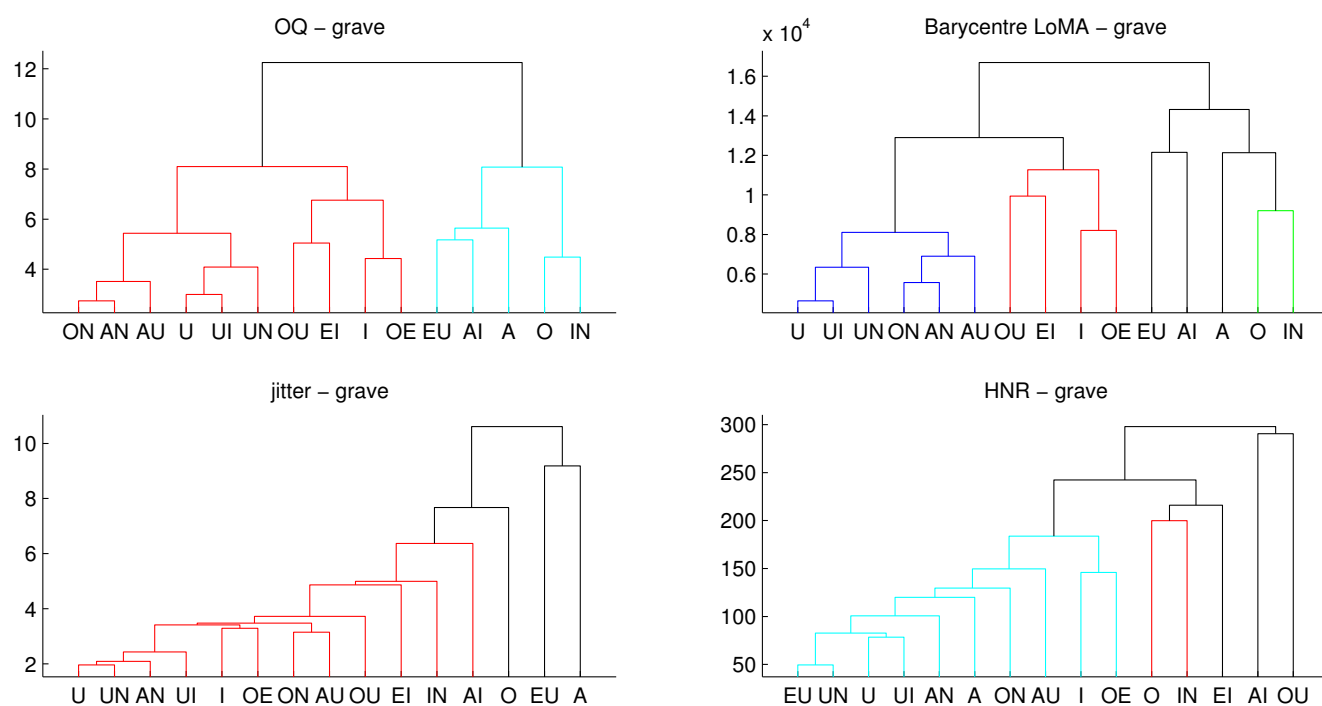 OQ – grave
12
10
8
6
4
ON AN AU U UI UN OU EI I OE EU AI A O IN
x 10⁴
Barycentre LoMA – grave
1.6
1.4
1.2
1
0.8
0.6
U UI UN ON AN AU OU EI I OE EU AI A O IN
jitter – grave
10
8
6
4
2
U UN AN UI I OE ON AU OU EI IN AI O EU A
HNR – grave
300
250
200
150
100
50
EU UN U UI AN A ON AU I OE O IN EI AI OU